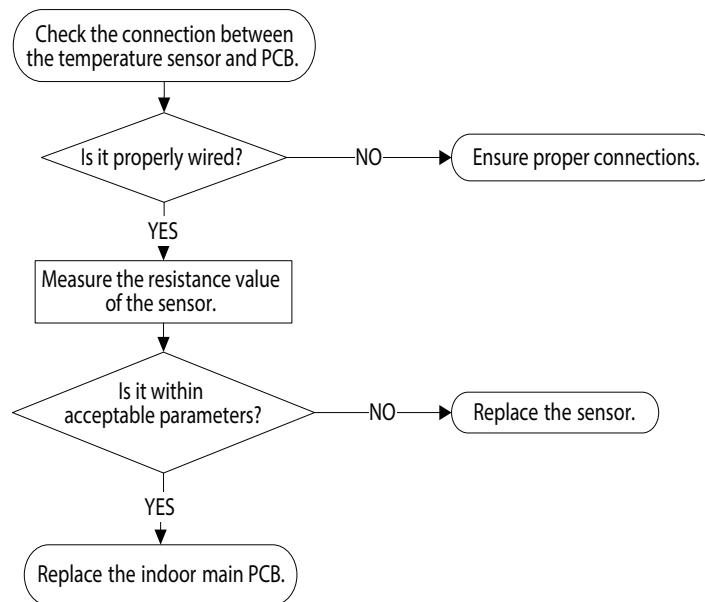 Check the connection between
the temperature sensor and PCB.
Is it properly wired?
NO
Ensure proper connections.
YES
Measure the resistance value
of the sensor.
Is it within
acceptable parameters?
NO
Replace the sensor.
YES
Replace the indoor main PCB.